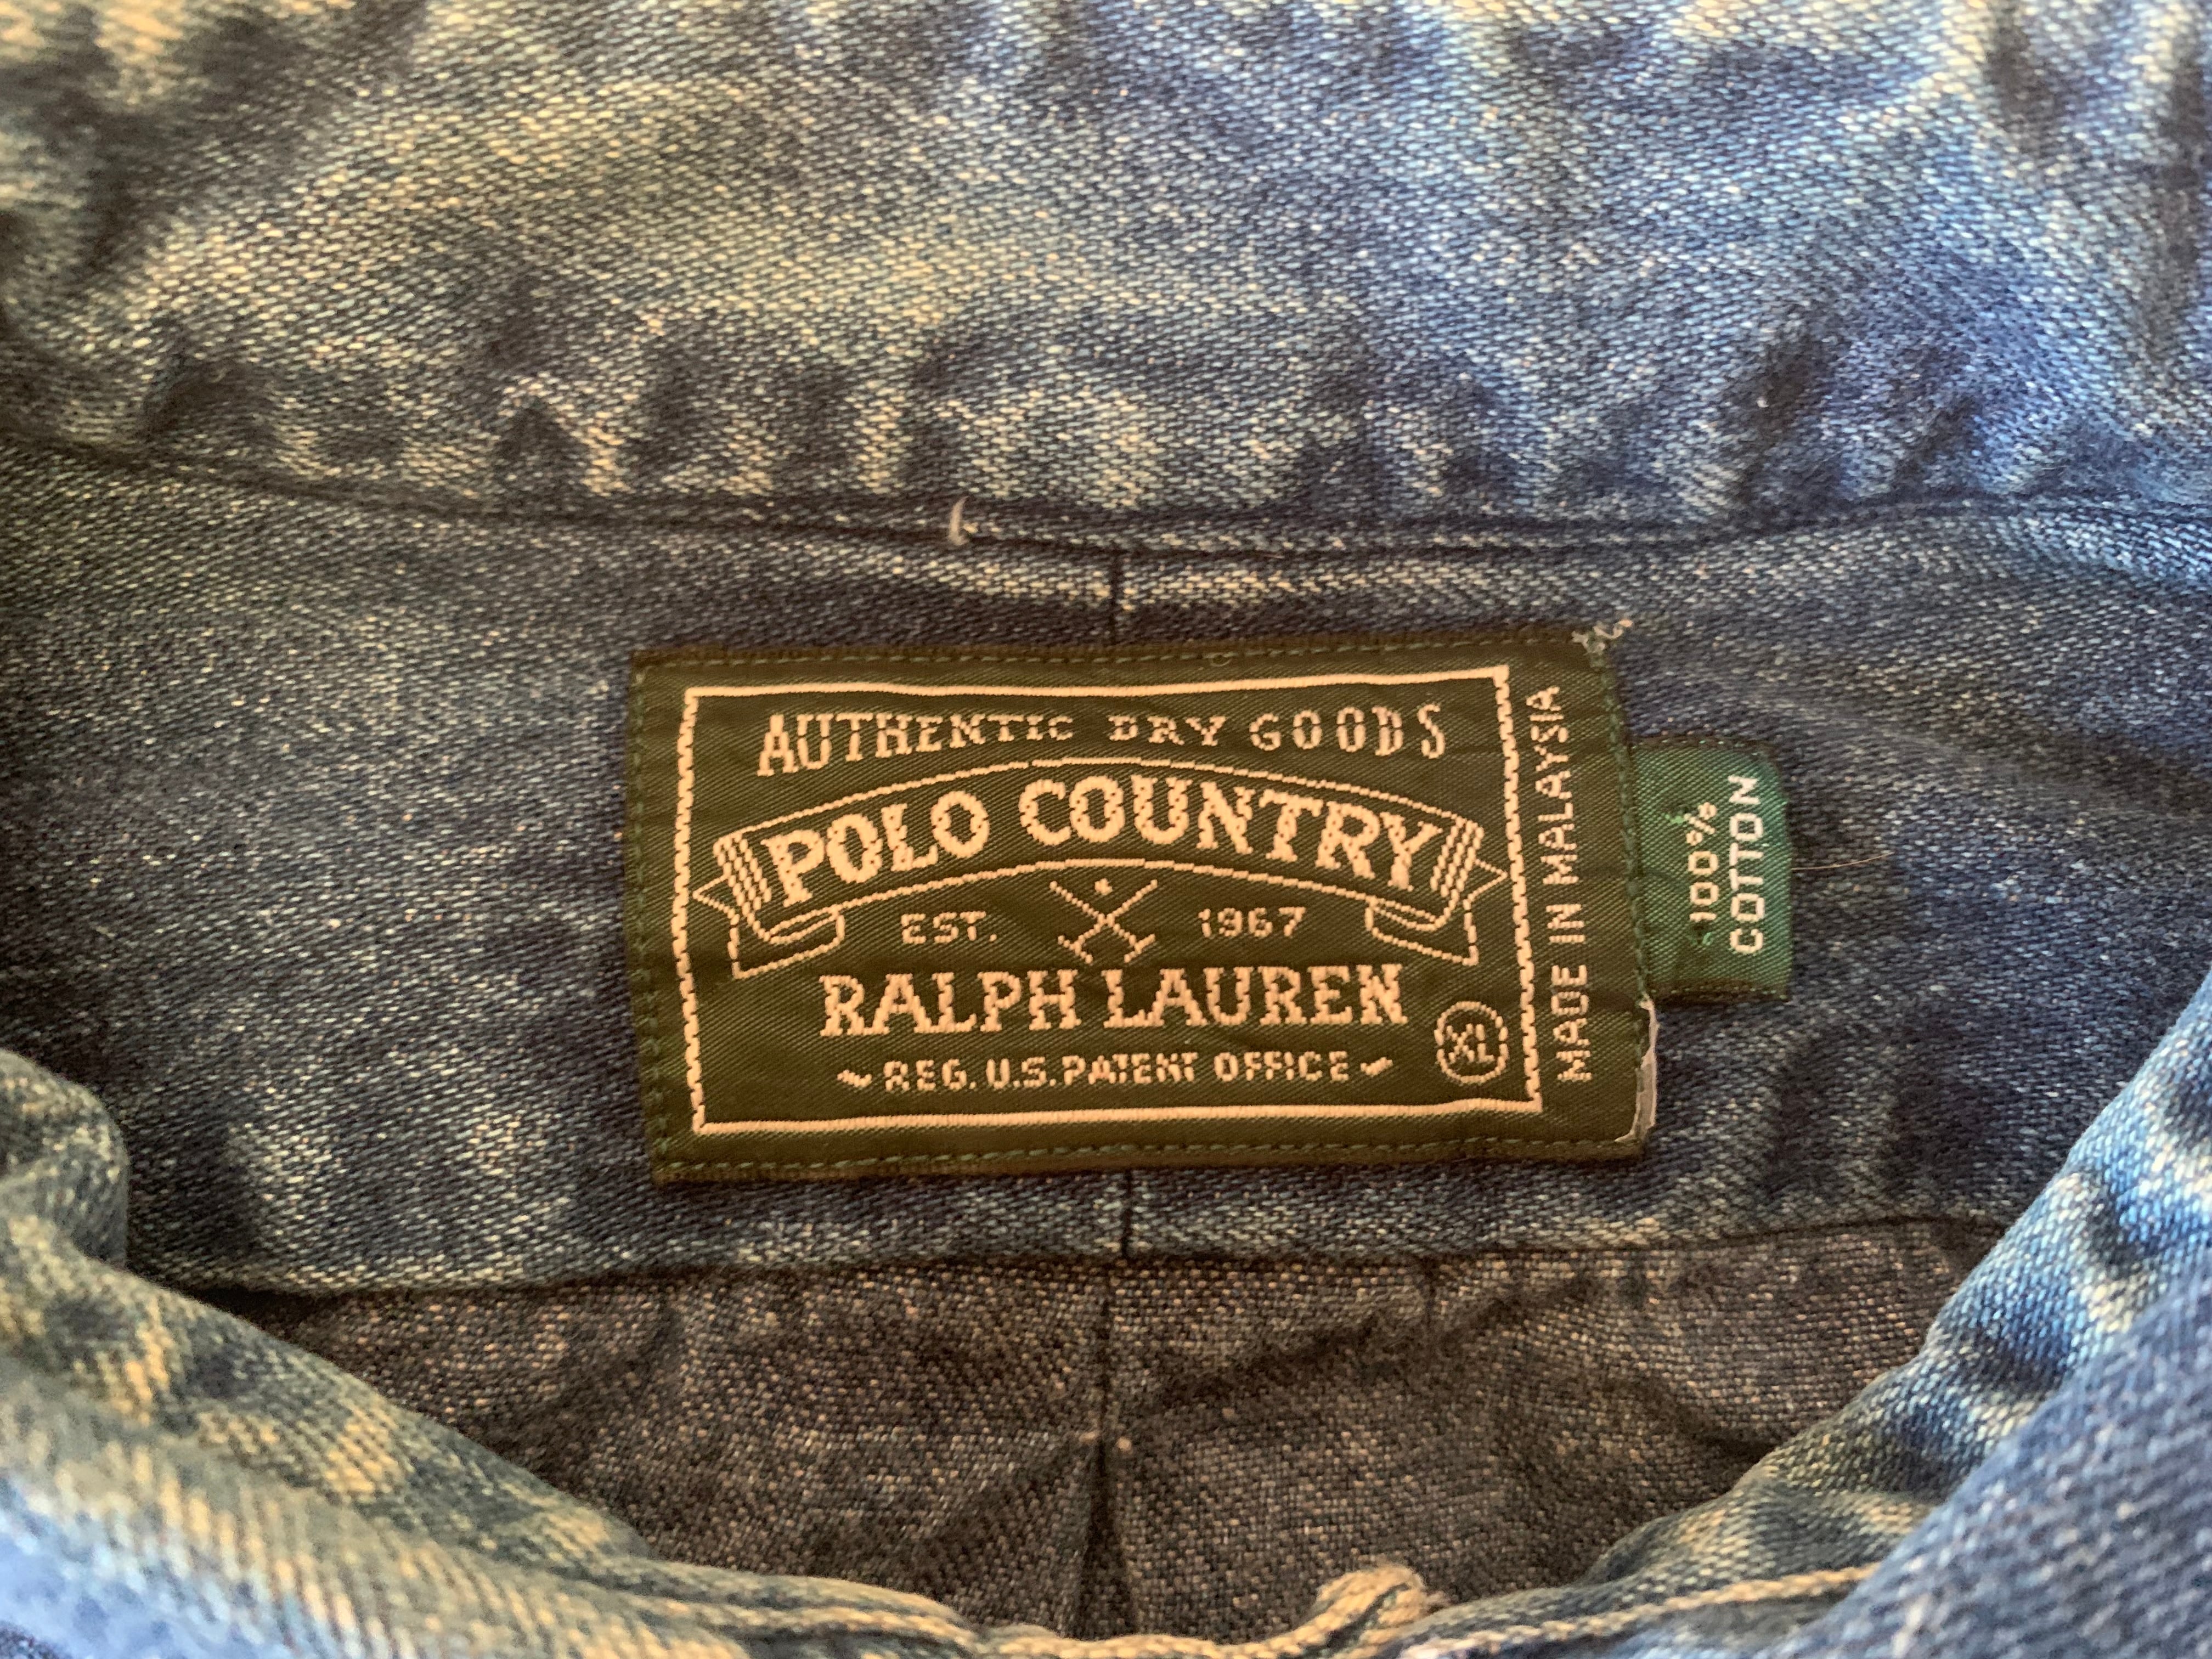 AUTHENTIC DRY GOODS
POLO COUNTRY
EST. 1967
RALPH LAUREN
XL
~ REG. U.S. PATENT OFFICE ~
MADE IN MALAYSIA
100%
COTTON